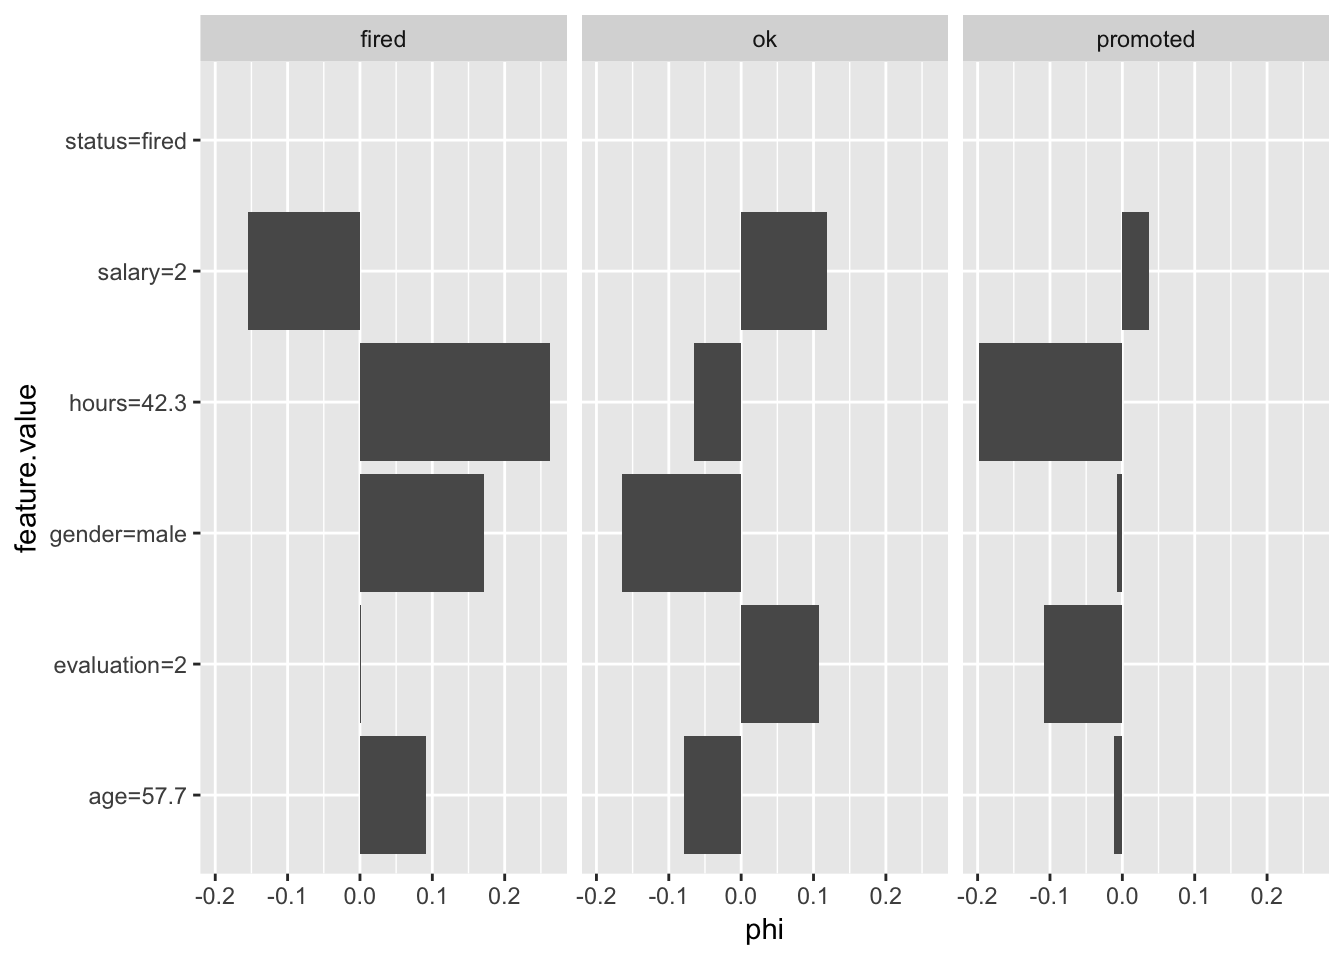 fired
ok
promoted
status=fired
salary=2
hours=42.3
gender=male
evaluation=2
age=57.7
feature.value
-0.2 -0.1 0.0 0.1 0.2 -0.2 -0.1 0.0 0.1 0.2 -0.2 -0.1 0.0 0.1 0.2
phi